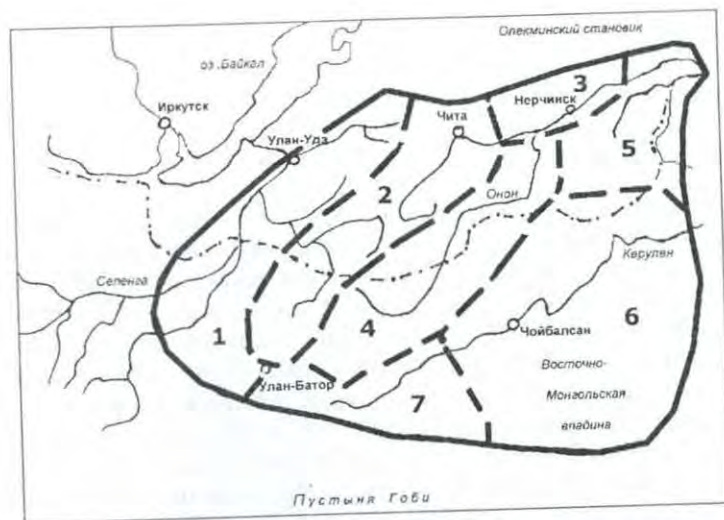 Олекминский становик
оз. Байкал
3
Нерчинск
Иркутск
Чита
Улан-Удэ
5
2
Онон
Керулен
Селенга
6
1
4
Чойбалсан
Восточно-
Улан-Батор
Монгольская
7
впадина
Пустыня Гоби